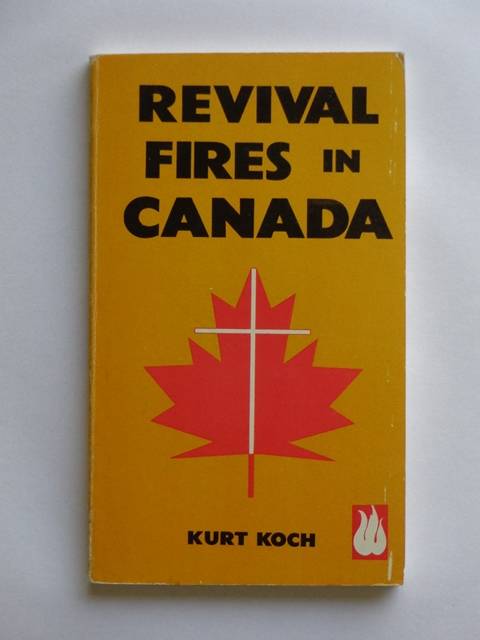 REVIVAL
FIRES IN
CANADA
KURT KOCH